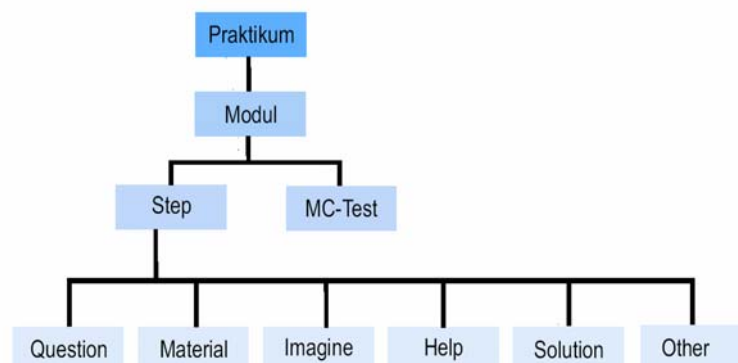 Praktikum
Modul
Step MC-Test
Question Material Imagine Help Solution Other